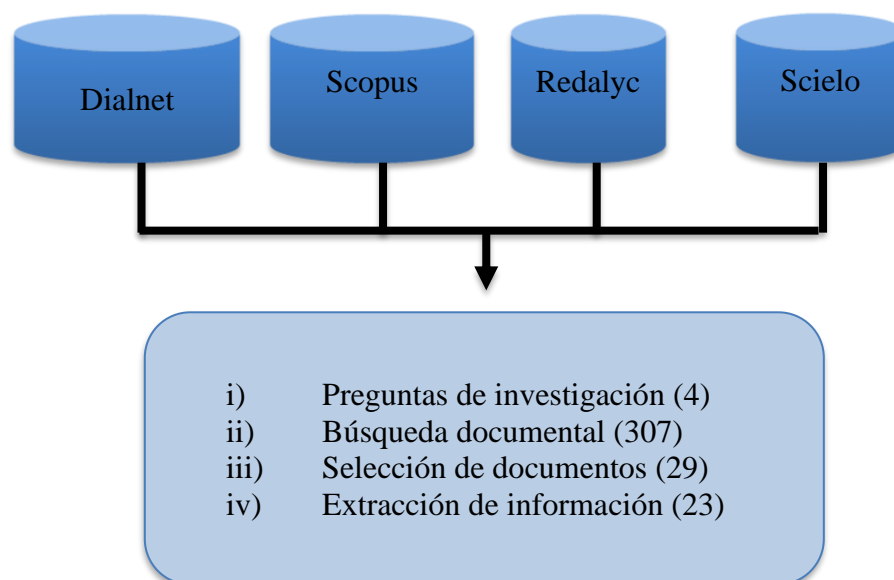 Dialnet
Scopus
Redalyc
Scielo
i) Preguntas de investigación (4)
ii) Búsqueda documental (307)
iii) Selección de documentos (29)
iv) Extracción de información (23)